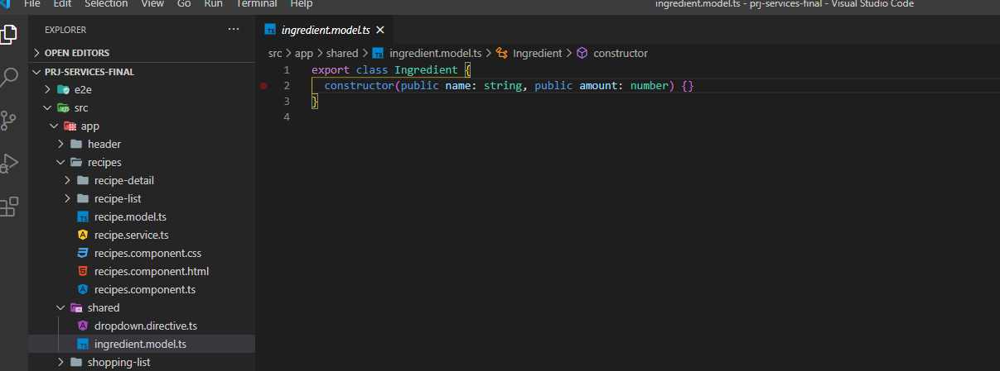 File Edit Selection View Go Run Terminal Help ingredient.model.ts - prj-services-final - Visual Studio Code
EXPLORER ···
OPEN EDITORS
PRJ-SERVICES-FINAL
e2e
src
app
header
recipes
recipe-detail
recipe-list
recipe.model.ts
recipe.service.ts
recipes.component.css
recipes.component.html
recipes.component.ts
shared
dropdown.directive.ts
ingredient.model.ts
shopping-list
ingredient.model.ts
src > app > shared > ingredient.model.ts > Ingredient > constructor
1 export class Ingredient {
2 constructor(public name: string, public amount: number) {}
3 }
4